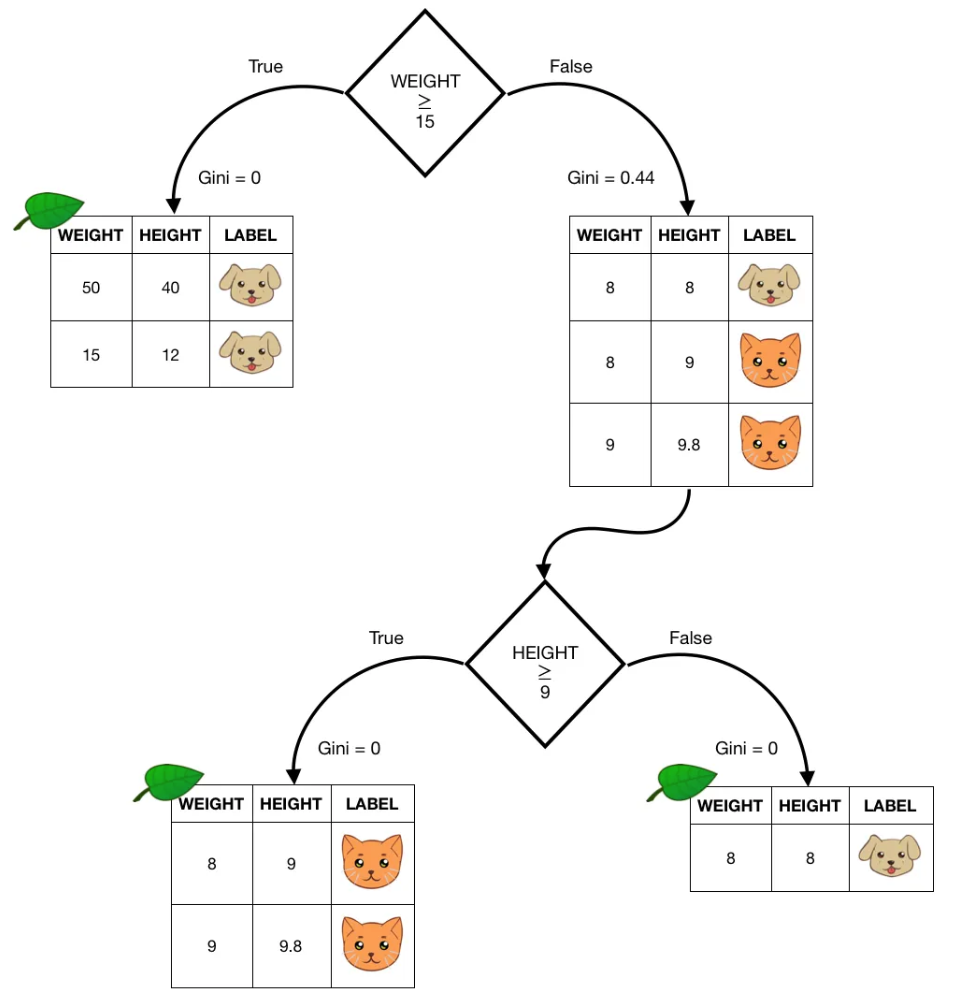 WEIGHT
≥
15
True
False
Gini = 0
Gini = 0.44
WEIGHT HEIGHT LABEL
50 40
15 12
WEIGHT HEIGHT LABEL
8 8
8 9
9 9.8
HEIGHT
≥
9
True
False
Gini = 0
Gini = 0
WEIGHT HEIGHT LABEL
8 9
9 9.8
WEIGHT HEIGHT LABEL
8 8